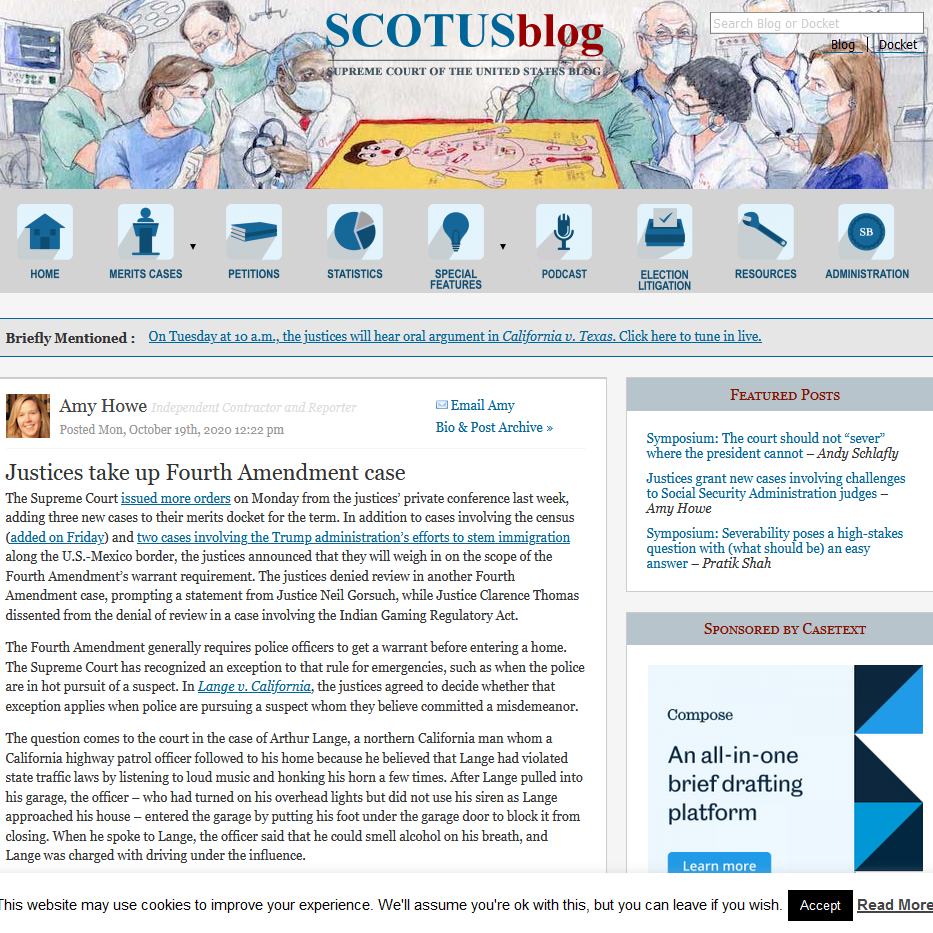 SCOTUSblog
SUPREME COURT OF THE UNITED STATES BLOG
Search Blog or Docket
Blog | Docket
HOME
MERITS CASES
PETITIONS
STATISTICS
SPECIAL
FEATURES
PODCAST
ELECTION
LITIGATION
RESOURCES
SB
ADMINISTRATION
Briefly Mentioned : On Tuesday at 10 a.m., the justices will hear oral argument in California v. Texas. Click here to tune in live.
Amy Howe Independent Contractor and Reporter
Posted Mon, October 19th, 2020 12:22 pm
Email Amy
Bio & Post Archive »
Justices take up Fourth Amendment case
The Supreme Court issued more orders on Monday from the justices’ private conference last week,
adding three new cases to their merits docket for the term. In addition to cases involving the census
(added on Friday) and two cases involving the Trump administration’s efforts to stem immigration
along the U.S.-Mexico border, the justices announced that they will weigh in on the scope of the
Fourth Amendment’s warrant requirement. The justices denied review in another Fourth
Amendment case, prompting a statement from Justice Neil Gorsuch, while Justice Clarence Thomas
dissented from the denial of review in a case involving the Indian Gaming Regulatory Act.
The Fourth Amendment generally requires police officers to get a warrant before entering a home.
The Supreme Court has recognized an exception to that rule for emergencies, such as when the police
are in hot pursuit of a suspect. In Lange v. California, the justices agreed to decide whether that
exception applies when police are pursuing a suspect whom they believe committed a misdemeanor.
The question comes to the court in the case of Arthur Lange, a northern California man whom a
California highway patrol officer followed to his home because he believed that Lange had violated
state traffic laws by listening to loud music and honking his horn a few times. After Lange pulled into
his garage, the officer – who had turned on his overhead lights but did not use his siren as Lange
approached his house – entered the garage by putting his foot under the garage door to block it from
closing. When he spoke to Lange, the officer said that he could smell alcohol on his breath, and
Lange was charged with driving under the influence.
Featured Posts
Symposium: The court should not “sever”
where the president cannot – Andy Schlafly
Justices grant new cases involving challenges
to Social Security Administration judges –
Amy Howe
Symposium: Severability poses a high-stakes
question with (what should be) an easy
answer – Pratik Shah
Sponsored by Casetext
Compose
An all-in-one
brief drafting
platform
Learn more
This website may use cookies to improve your experience. We'll assume you're ok with this, but you can leave if you wish. Accept Read More